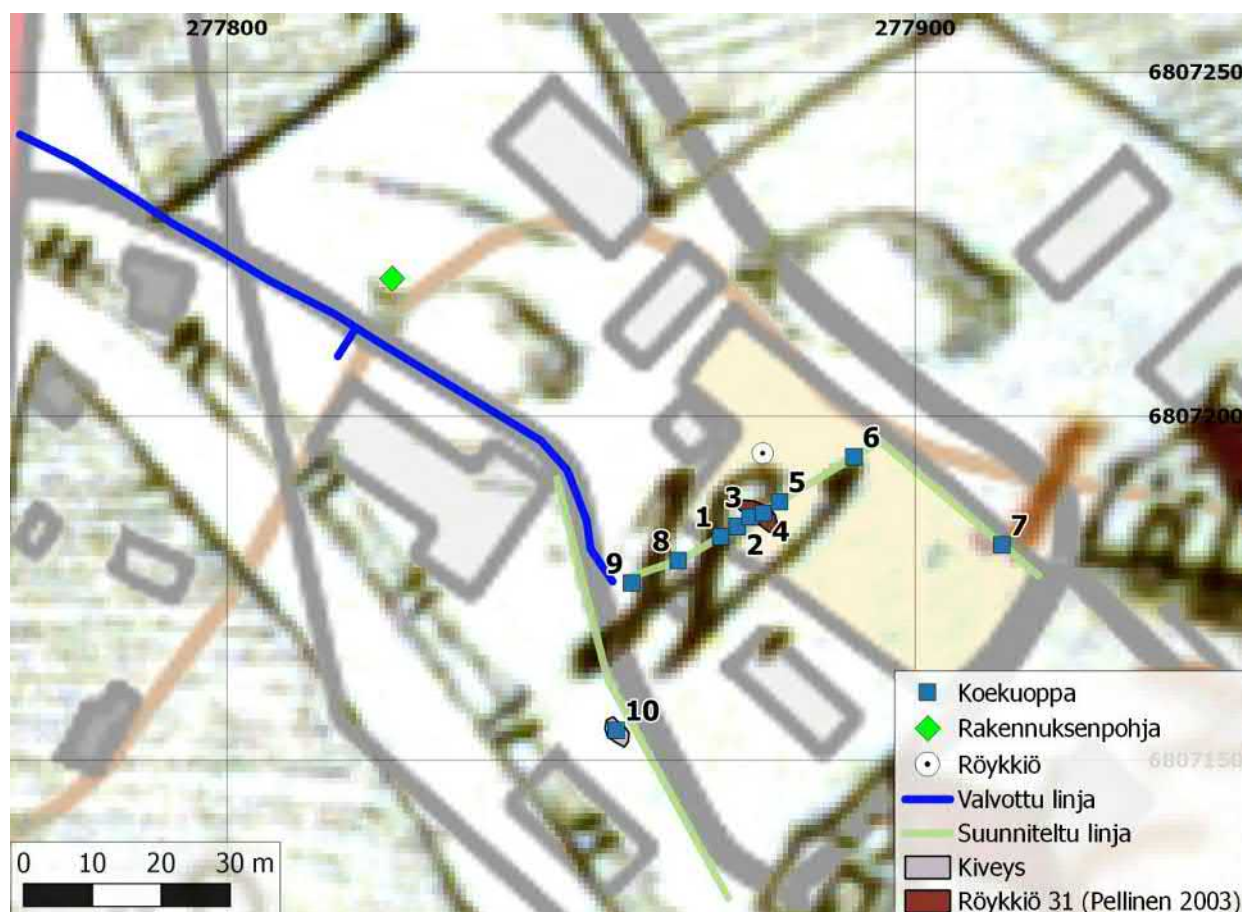 277800
277900
6807250
6807200
6
5
3
1
4
2
8
9
7
10
6807150
Koekuoppa
Rakennuksenpohja
Röykkiö
Valvottu linja
Suunniteltu linja
Kiveys
Röykkiö 31 (Pellinen 2003)
0 10 20 30 m